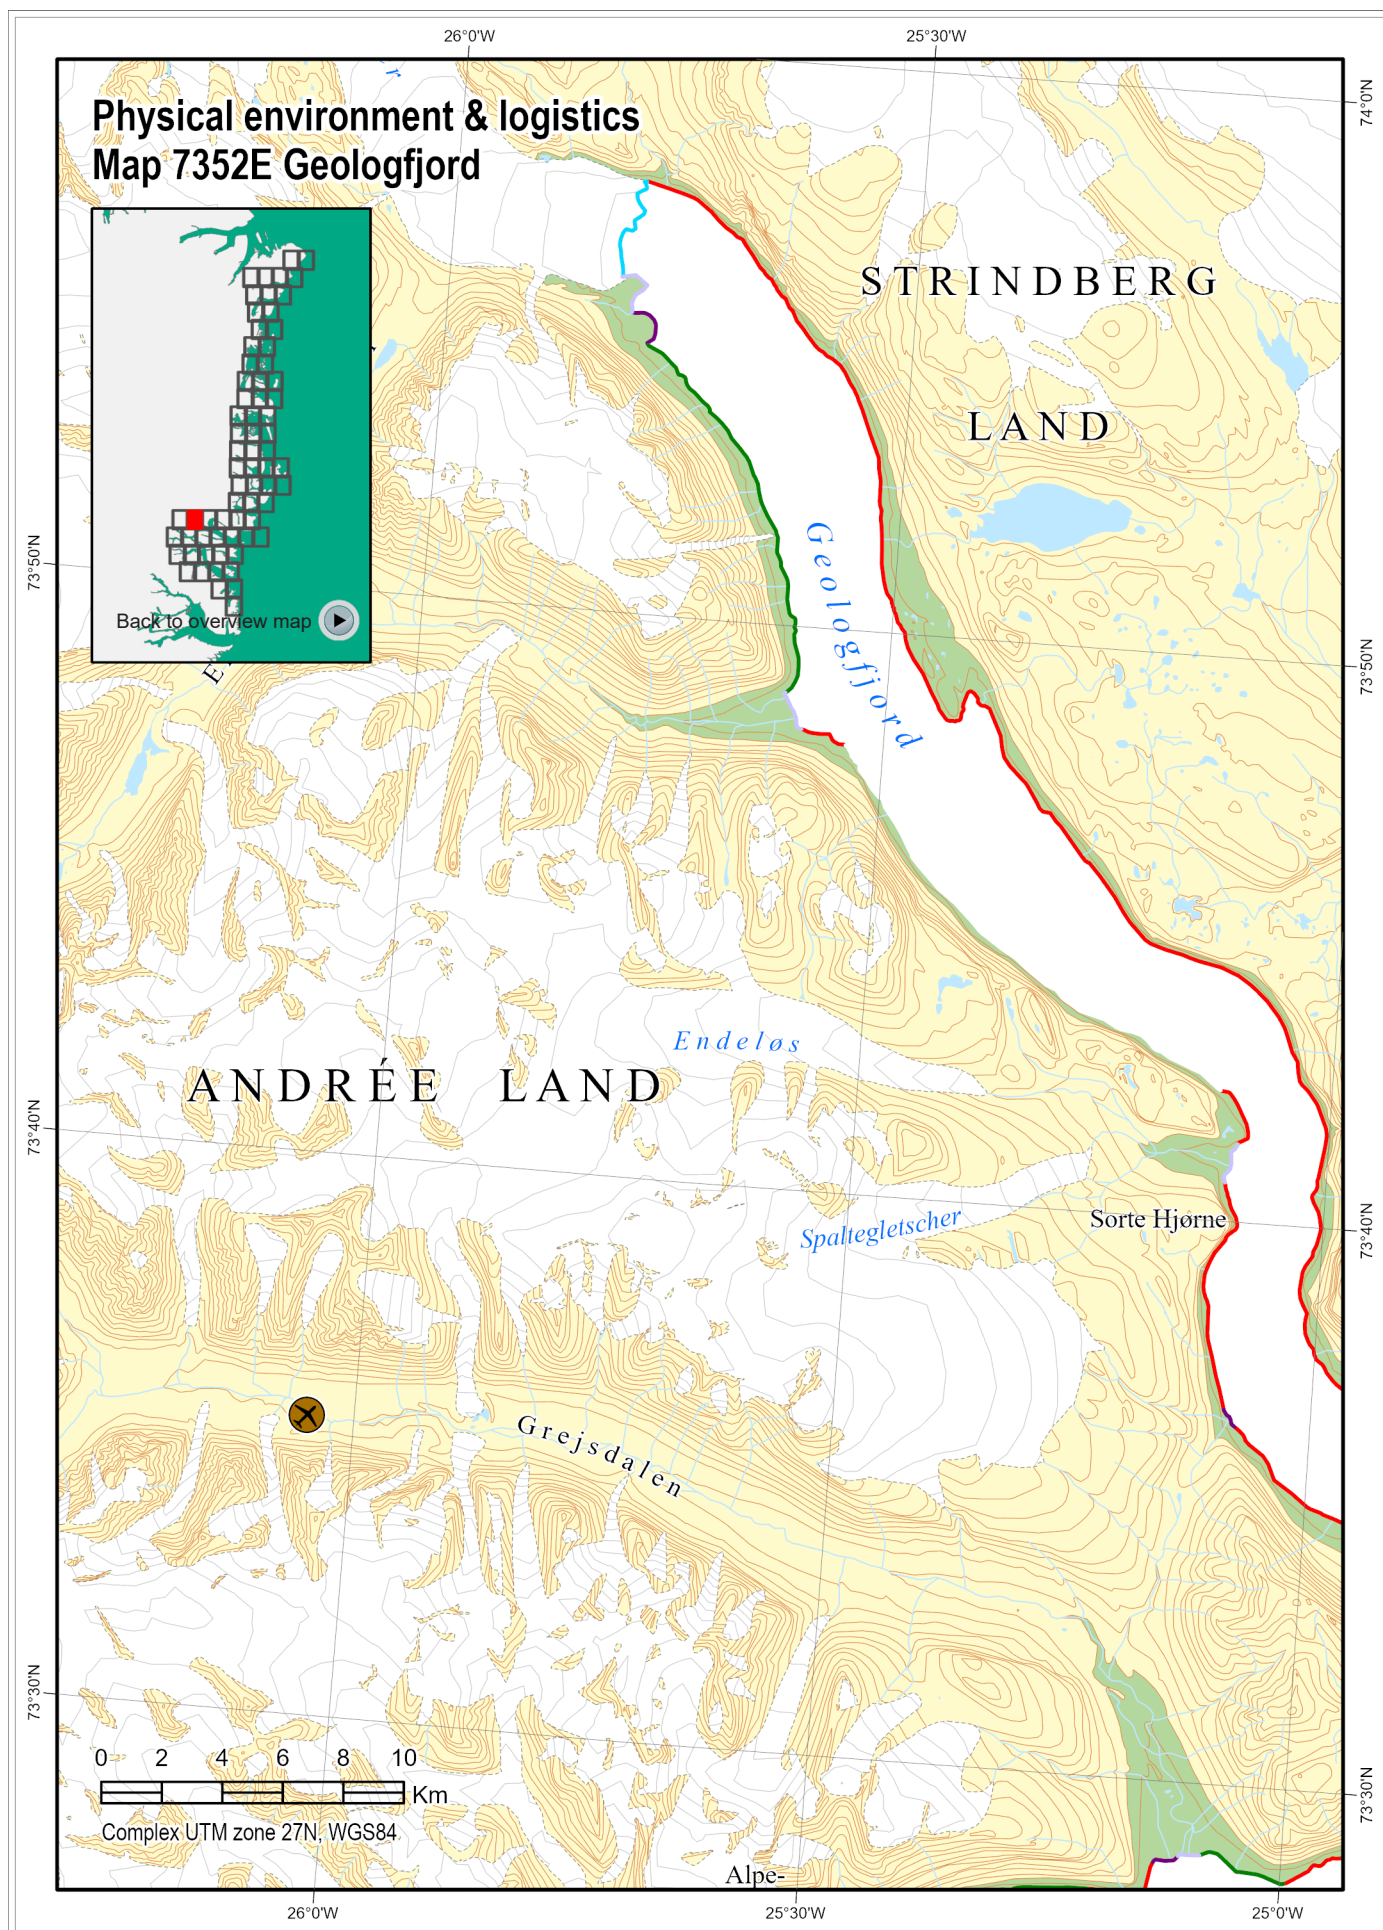 26°0'W
25°30'W
74°0'N
Physical environment & logistics
Map 7352E Geologfjord
STRINDBERG
LAND
73°50'N
Geologfjord
Back to overview map
73°50'N
Endeløs
ANDRÉE LAND
73°40'N
Sorte Hjørne
Spaltegletscher
73°40'N
Grejsdalen
73°30'N
0 2 4 6 8 10
Km
73°30'N
Complex UTM zone 27N, WGS84
Alpe-
26°0'W
25°30'W
25°0'W